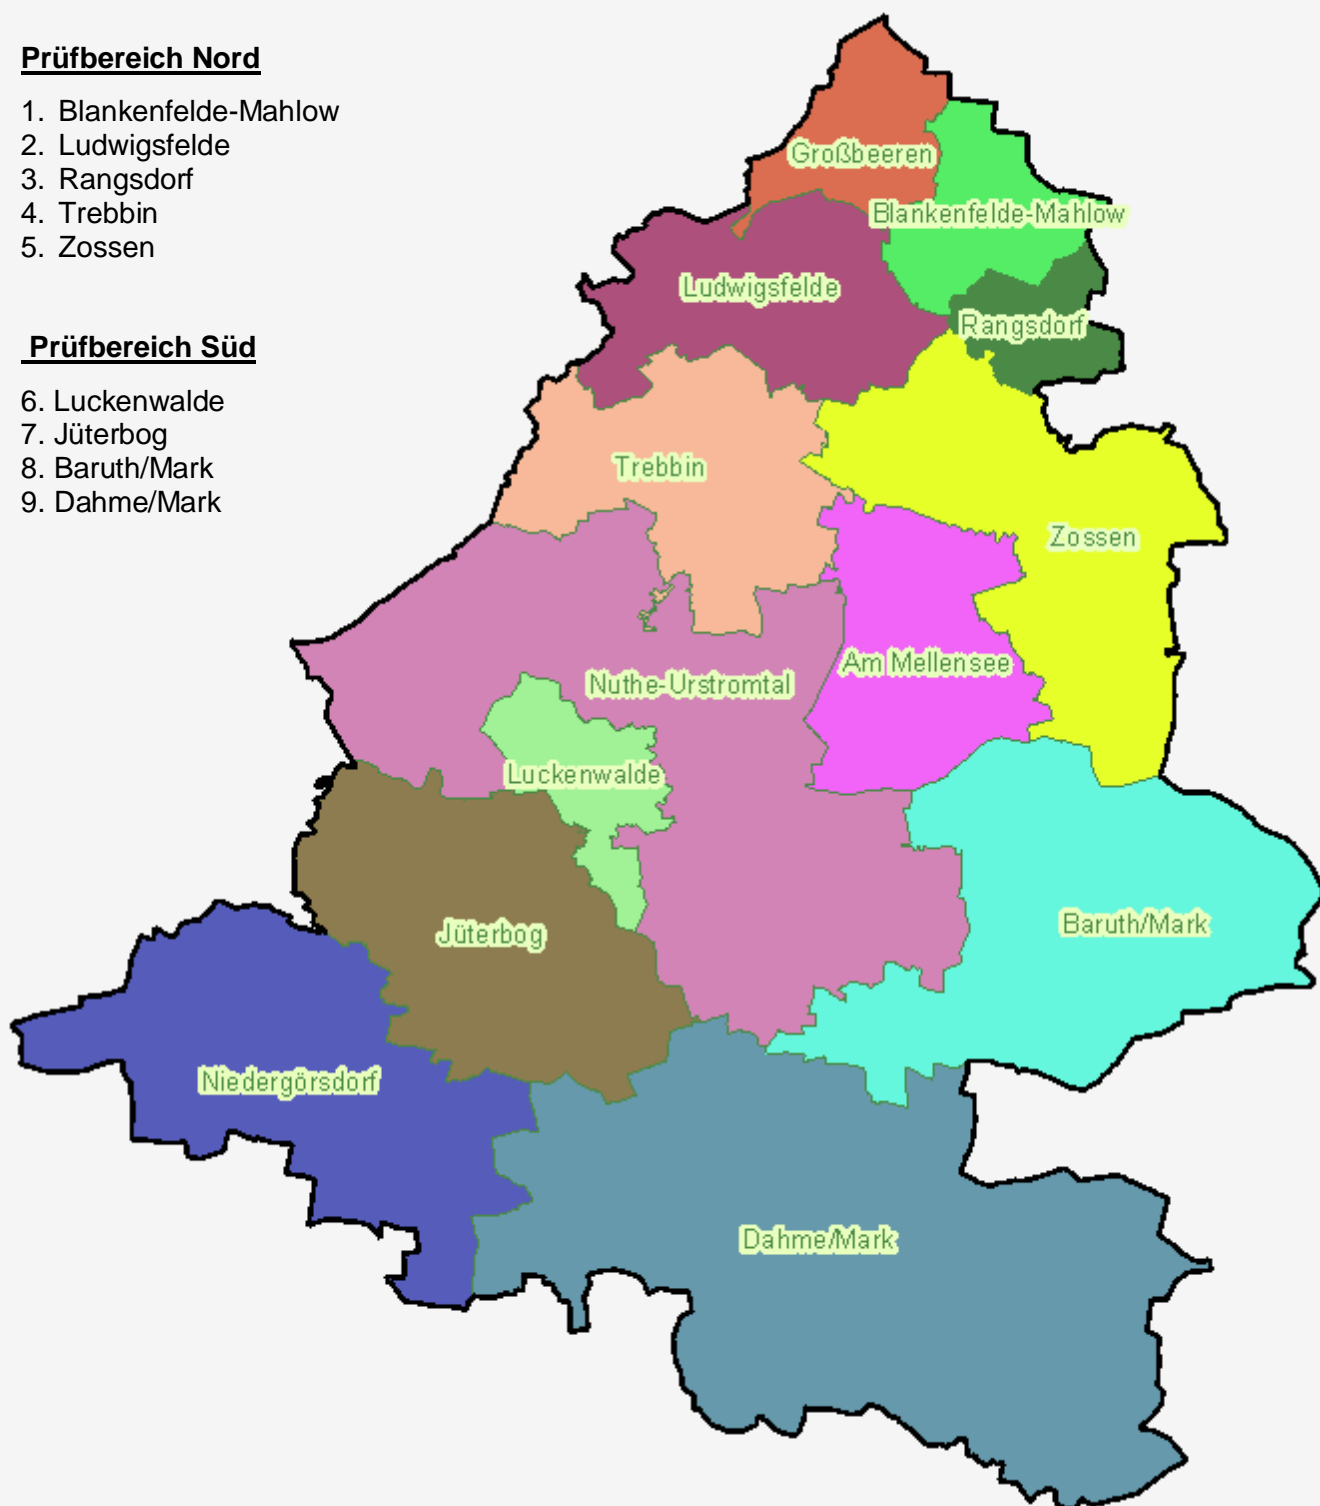 Prüfbereich Nord
1. Blankenfelde-Mahlow
2. Ludwigsfelde
3. Rangsdorf
4. Trebbin
5. Zossen
Prüfbereich Süd
6. Luckenwalde
7. Jüterbog
8. Baruth/Mark
9. Dahme/Mark
Großbeeren
Blankenfelde-Mahlow
Ludwigsfelde
Rangsdorf
Trebbin
Zossen
Am Mellensee
Nuthe-Urstromtal
Luckenwalde
Baruth/Mark
Jüterbog
Niedergörsdorf
Dahme/Mark